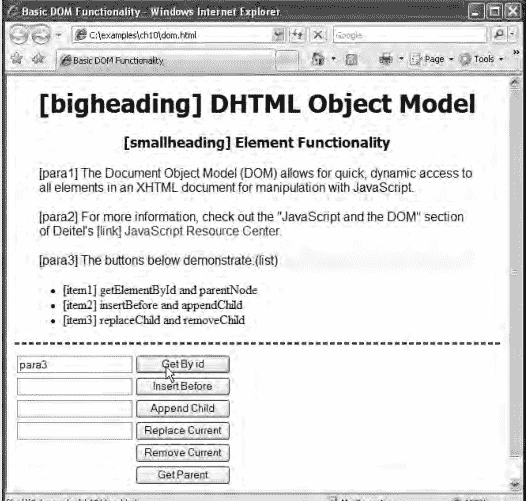 Basic DOM Functionality - Windows Internet Explorer
C:\examples\ch10\dom.html
Google
Basic DOM Functionality
Page
Tools
[bigheading] DHTML Object Model
[smallheading] Element Functionality
[para1] The Document Object Model (DOM) allows for quick, dynamic access to
all elements in an XHTML document for manipulation with JavaScript.
[para2] For more information, check out the "JavaScript and the DOM" section
of Deitel's [link] JavaScript Resource Center.
[para3] The buttons below demonstrate:(list)
[item1] getElementById and parentNode
[item2] insertBefore and appendChild
[item3] replaceChild and removeChild
para3 Get By id
Insert Before
Append Child
Replace Current
Remove Current
Get Parent